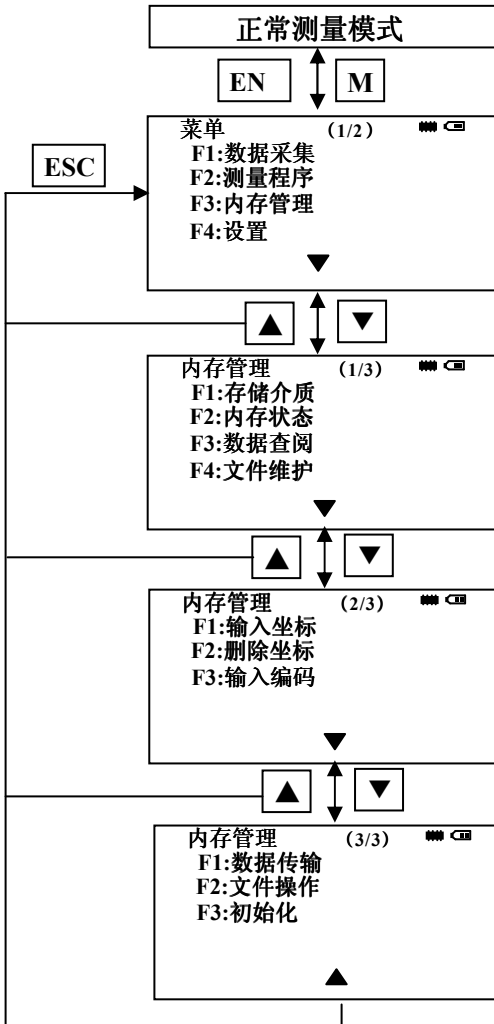 正常测量模式
EN M
菜单 (1/2)
F1:数据采集
F2:测量程序
F3:内存管理
F4:设置
▼
ESC
▲ ▼
内存管理 (1/3)
F1:存储介质
F2:内存状态
F3:数据查阅
F4:文件维护
▼
▲ ▼
内存管理 (2/3)
F1:输入坐标
F2:删除坐标
F3:输入编码
▼
▲ ▼
内存管理 (3/3)
F1:数据传输
F2:文件操作
F3:初始化
▲